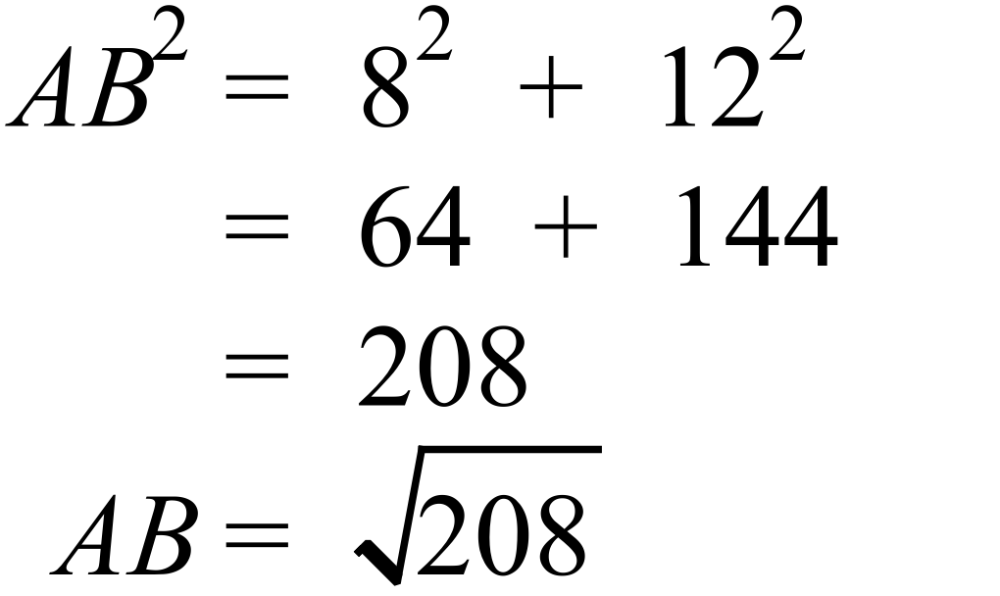 AB² = 8² + 12²
= 64 + 144
= 208
AB = √208